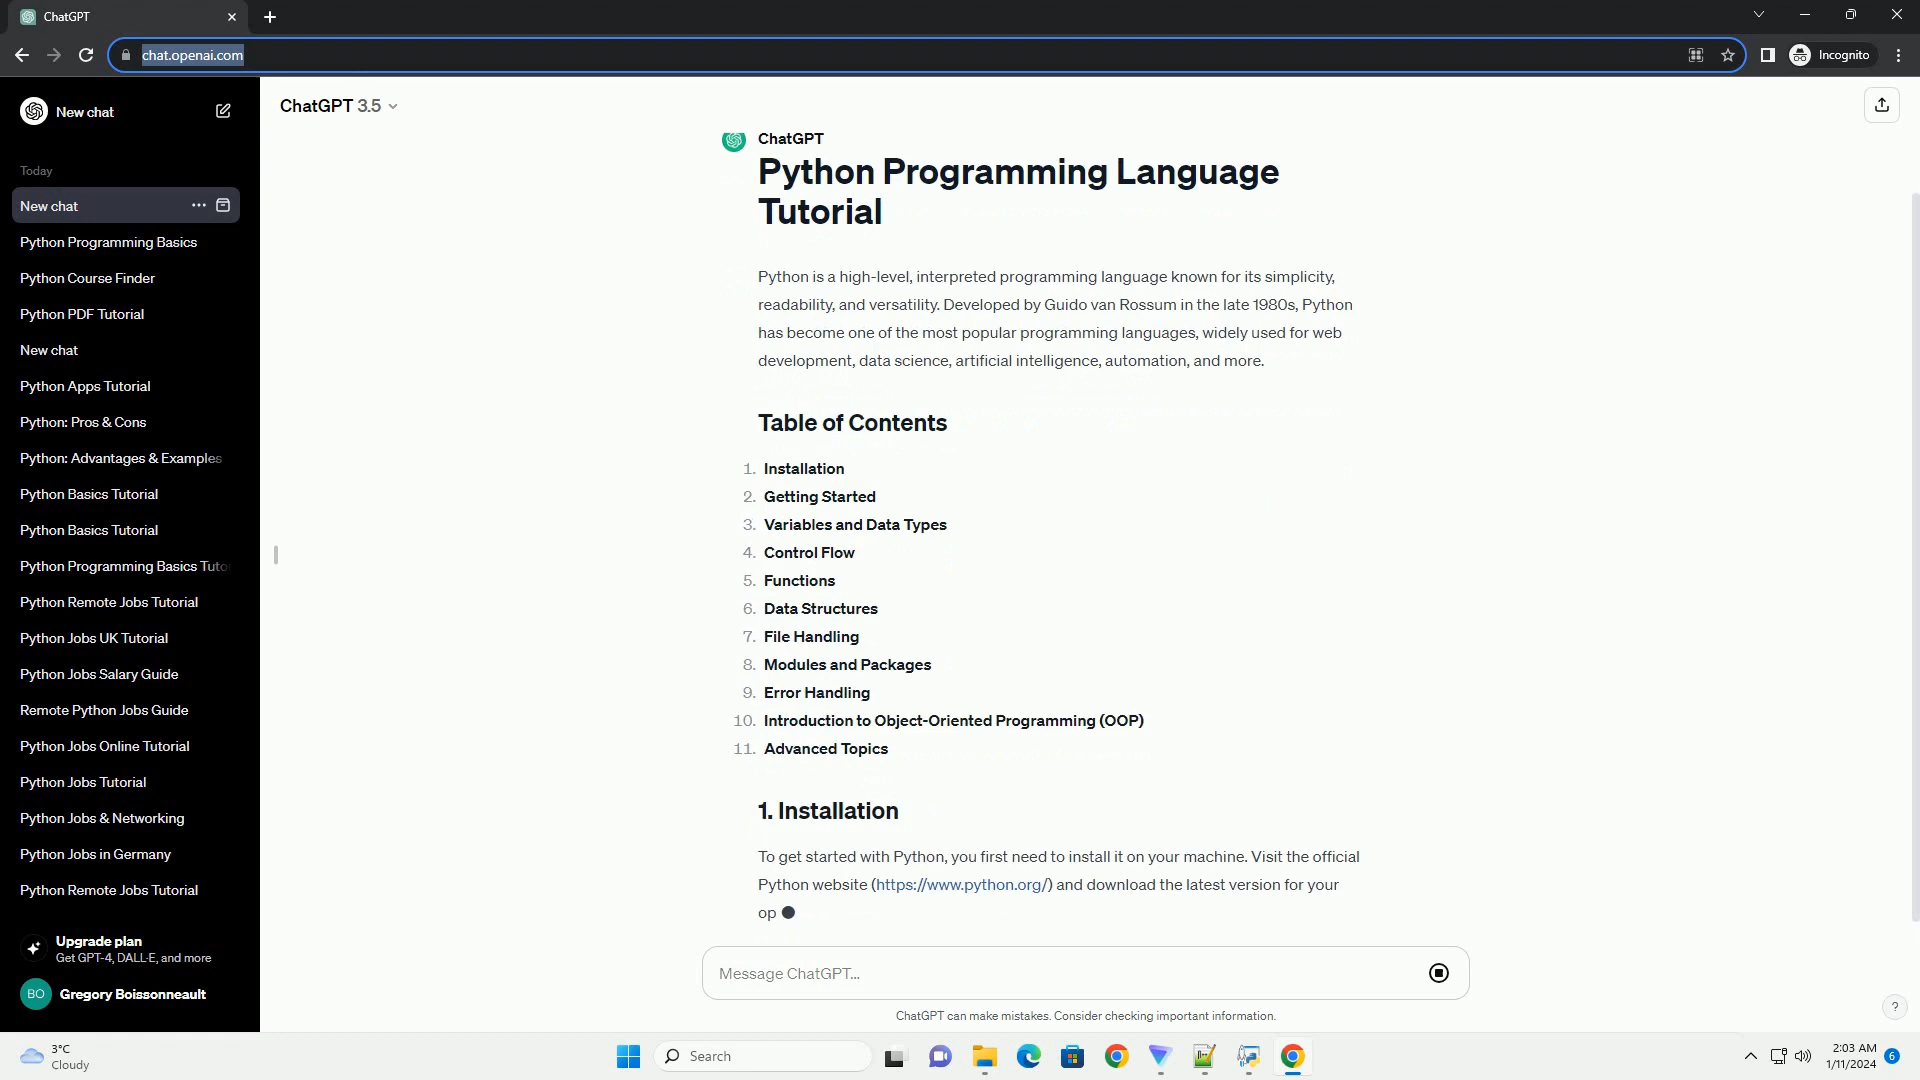 ChatGPT
chat.openai.com
Incognito
New chat
ChatGPT 3.5
Today
New chat
Python Programming Basics
Python Course Finder
Python PDF Tutorial
New chat
Python Apps Tutorial
Python: Pros & Cons
Python: Advantages & Examples
Python Basics Tutorial
Python Basics Tutorial
Python Programming Basics Tuto
Python Remote Jobs Tutorial
Python Jobs UK Tutorial
Python Jobs Salary Guide
Remote Python Jobs Guide
Python Jobs Online Tutorial
Python Jobs Tutorial
Python Jobs & Networking
Python Jobs in Germany
Python Remote Jobs Tutorial
Upgrade plan
Get GPT-4, DALL·E, and more
BO Gregory Boissonneault
ChatGPT
Python Programming Language
Tutorial
Python is a high-level, interpreted programming language known for its simplicity,
readability, and versatility. Developed by Guido van Rossum in the late 1980s, Python
has become one of the most popular programming languages, widely used for web
development, data science, artificial intelligence, automation, and more.
Table of Contents
1. Installation
2. Getting Started
3. Variables and Data Types
4. Control Flow
5. Functions
6. Data Structures
7. File Handling
8. Modules and Packages
9. Error Handling
10. Introduction to Object-Oriented Programming (OOP)
11. Advanced Topics
1. Installation
To get started with Python, you first need to install it on your machine. Visit the official
Python website (https://www.python.org/) and download the latest version for your
op
Message ChatGPT...
ChatGPT can make mistakes. Consider checking important information.
?
3°C
Cloudy
Search
2:03 AM
1/11/2024
6